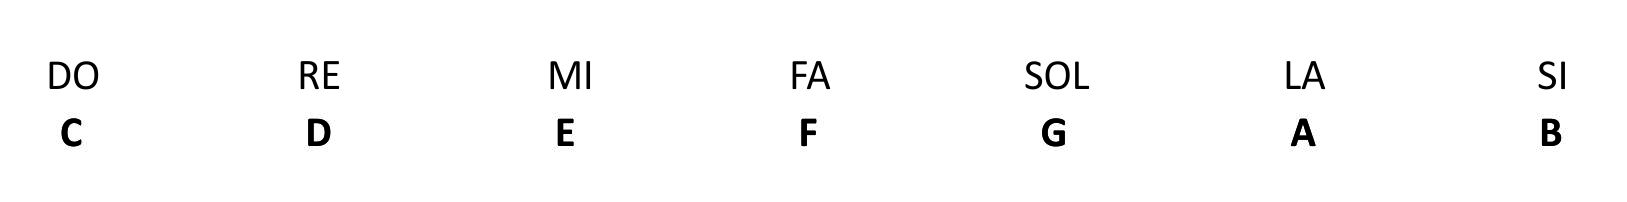 DO RE MI FA SOL LA SI
C D E F G A B